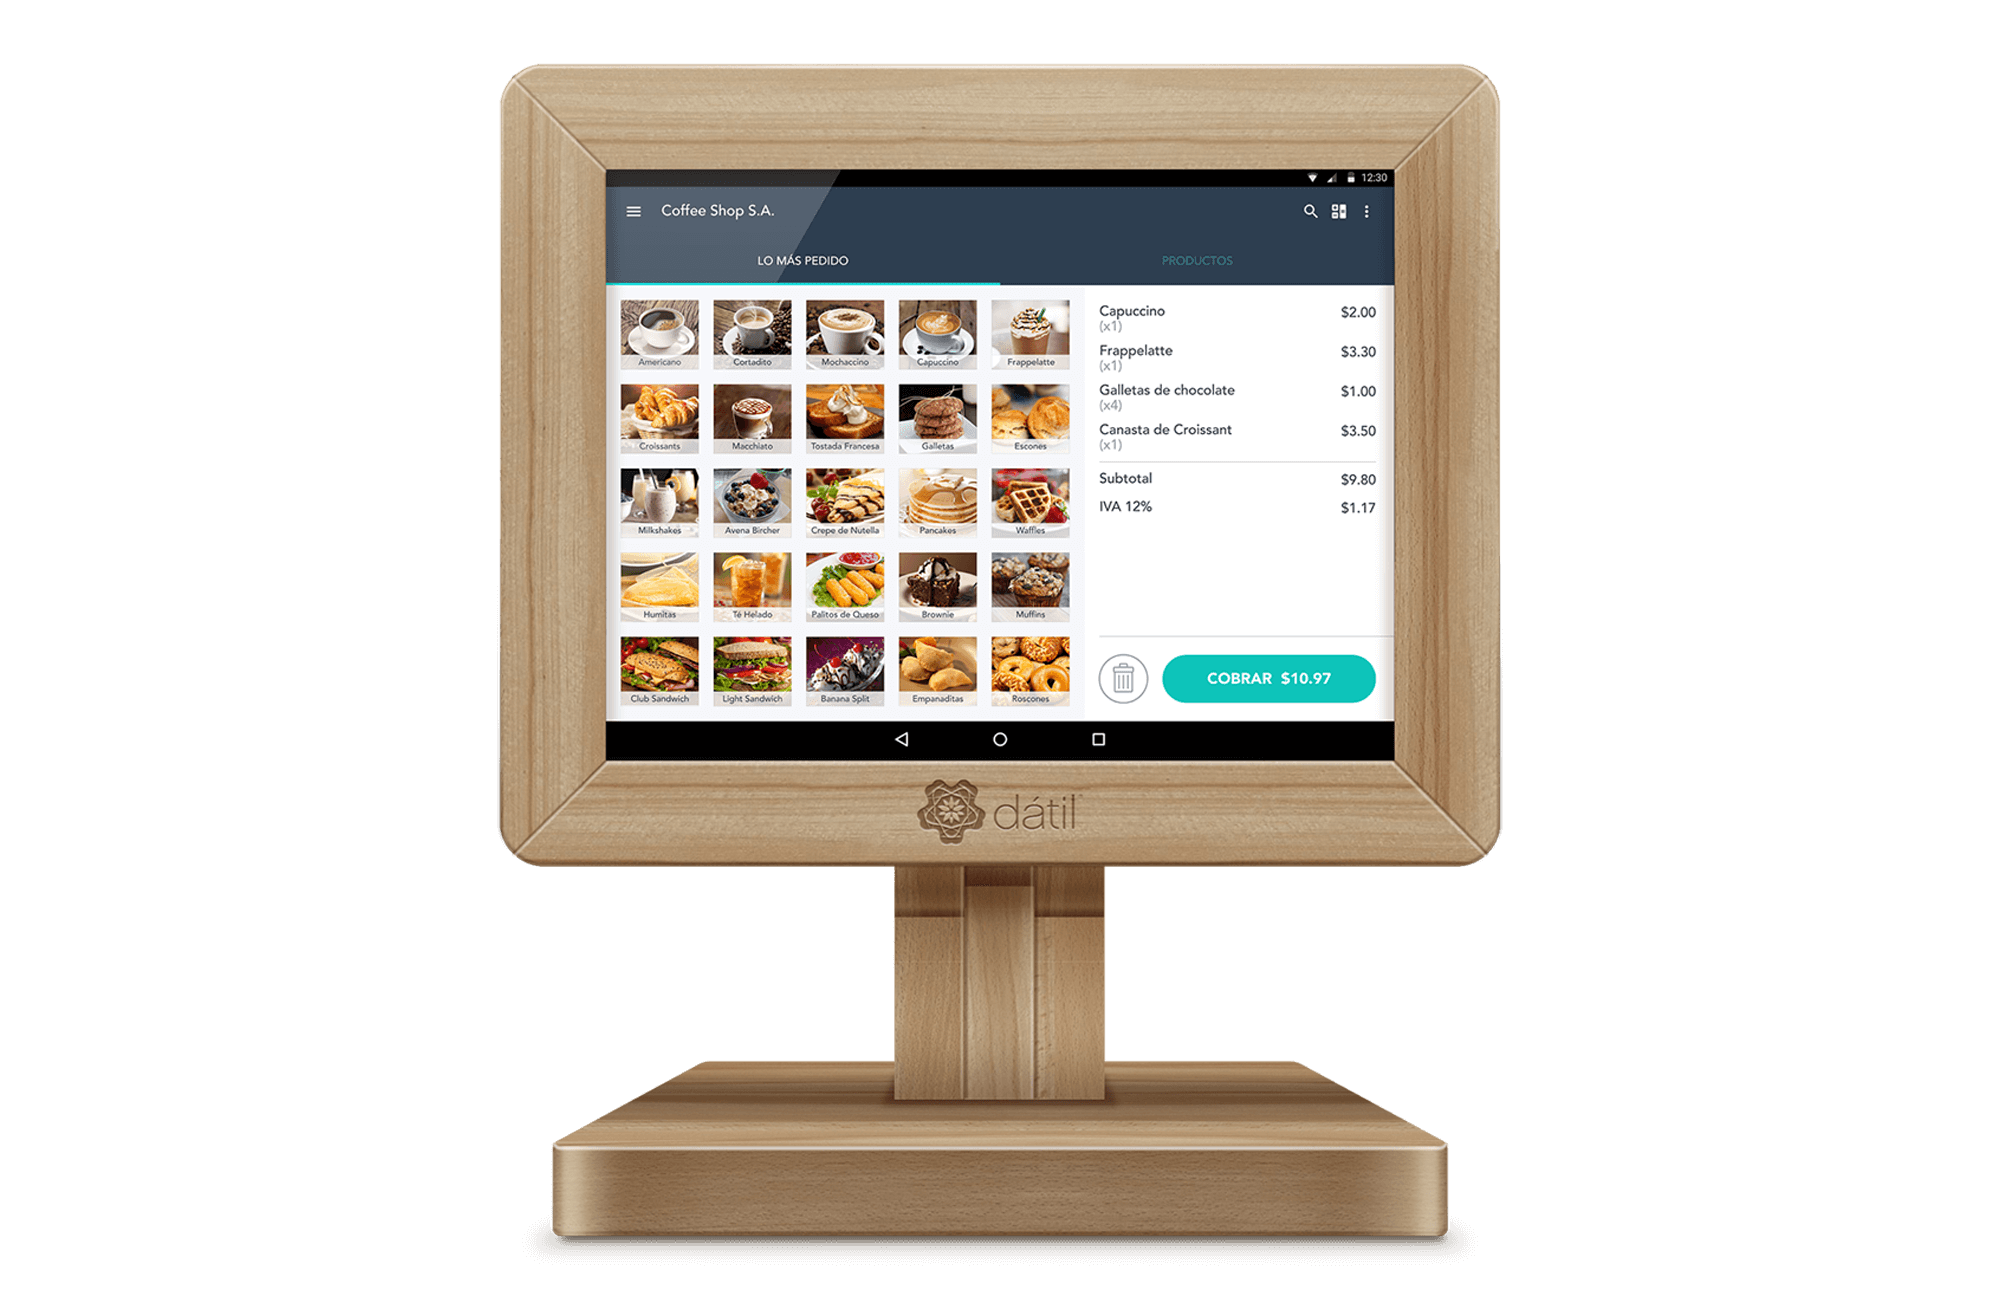 12:30
Coffee Shop S.A.
LO MÁS PEDIDO
PRODUCTOS
Americano
Cortadito
Mochaccino
Capuccino
Frappelatte
Croissants
Macchiato
Tostada Francesa
Galletas
Escones
Milkshakes
Avena Bircher
Crepe de Nutella
Pancakes
Waffles
Humitas
Té Helado
Palitos de Queso
Brownie
Muffins
Club Sandwich
Light Sandwich
Banana Split
Empanaditas
Roscones
Capuccino $2.00
(x1)
Frappelatte $3.30
(x1)
Galletas de chocolate $1.00
(x4)
Canasta de Croissant $3.50
(x1)
Subtotal $9.80
IVA 12% $1.17
COBRAR $10.97
dátil